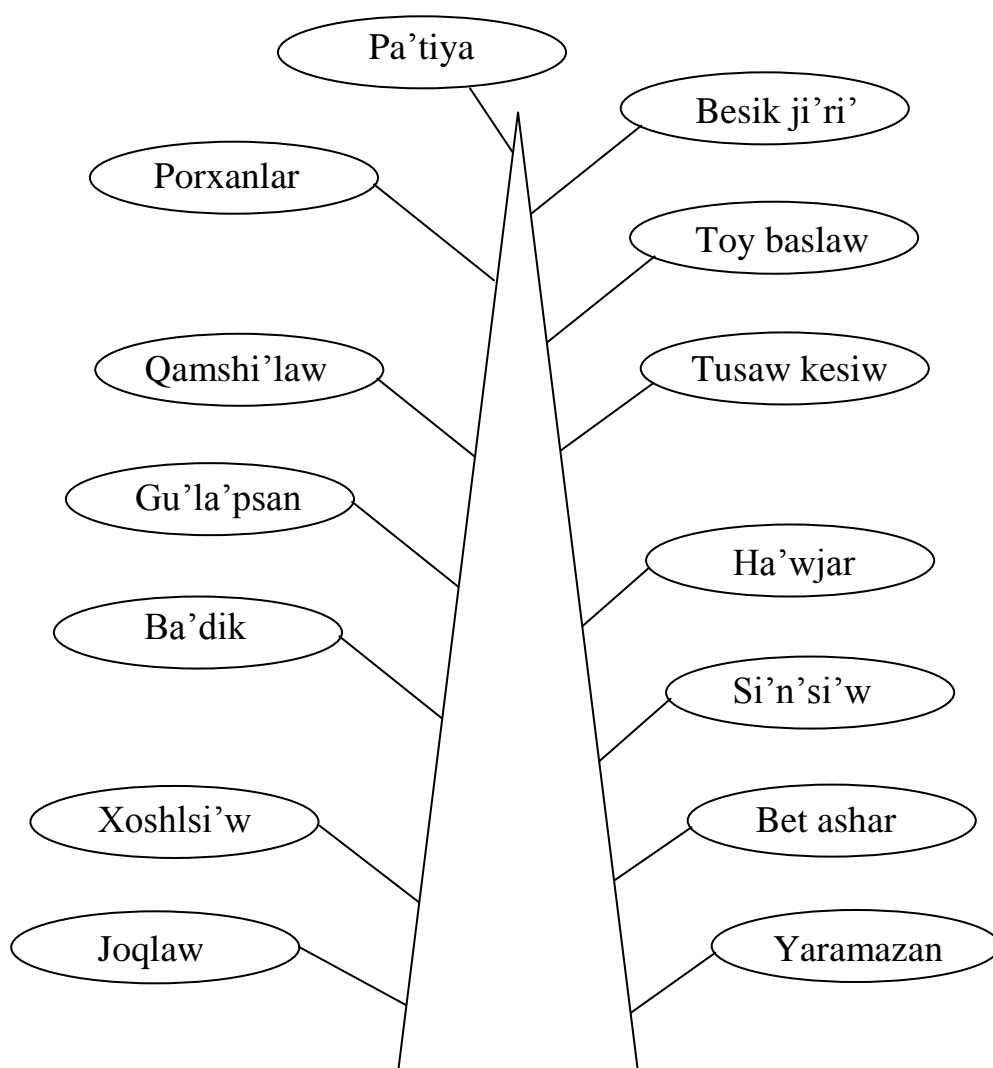 Pa’tiya
Besik ji’ri’
Porxanlar
Toy baslaw
Qamshi’law
Tusaw kesiw
Gu’la’psan
Ha’wjar
Ba’dik
Si’n’si’w
Xoshlsi’w
Bet ashar
Joqlaw
Yaramazan